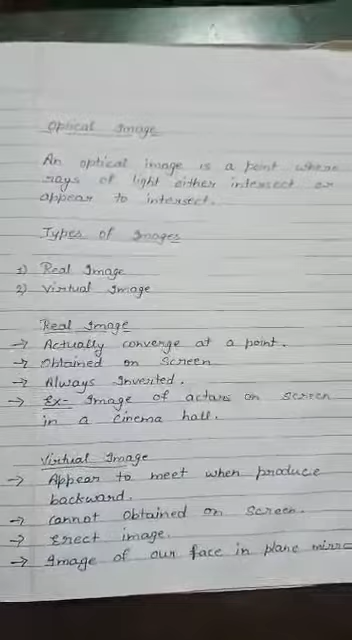 Optical Image
An optical image is a point where
rays of light either intersect or
appear to intersect.
Types of Images
1) Real Image
2) Virtual Image
Real Image
→ Actually converge at a point.
→ Obtained on Screen
→ Always Inverted.
→ Ex- Image of actors on screen
in a cinema hall.
Virtual Image
→ Appear to meet when produce
backward.
→ cannot obtained on screen.
→ Erect image.
→ Image of our face in plane mirro